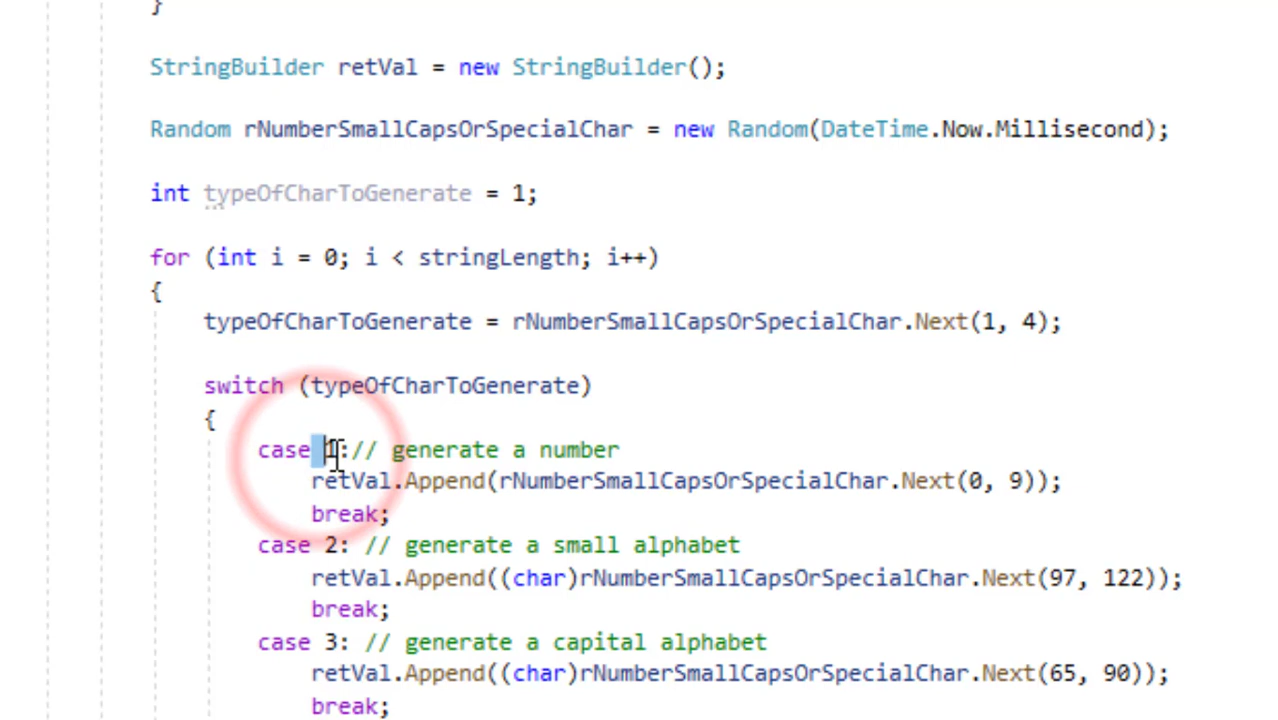 }
StringBuilder retVal = new StringBuilder();
Random rNumberSmallCapsOrSpecialChar = new Random(DateTime.Now.Millisecond);
int typeOfCharToGenerate = 1;
for (int i = 0; i < stringLength; i++)
{
typeOfCharToGenerate = rNumberSmallCapsOrSpecialChar.Next(1, 4);
switch (typeOfCharToGenerate)
{
case 1:// generate a number
retVal.Append(rNumberSmallCapsOrSpecialChar.Next(0, 9));
break;
case 2: // generate a small alphabet
retVal.Append((char)rNumberSmallCapsOrSpecialChar.Next(97, 122));
break;
case 3: // generate a capital alphabet
retVal.Append((char)rNumberSmallCapsOrSpecialChar.Next(65, 90));
break;